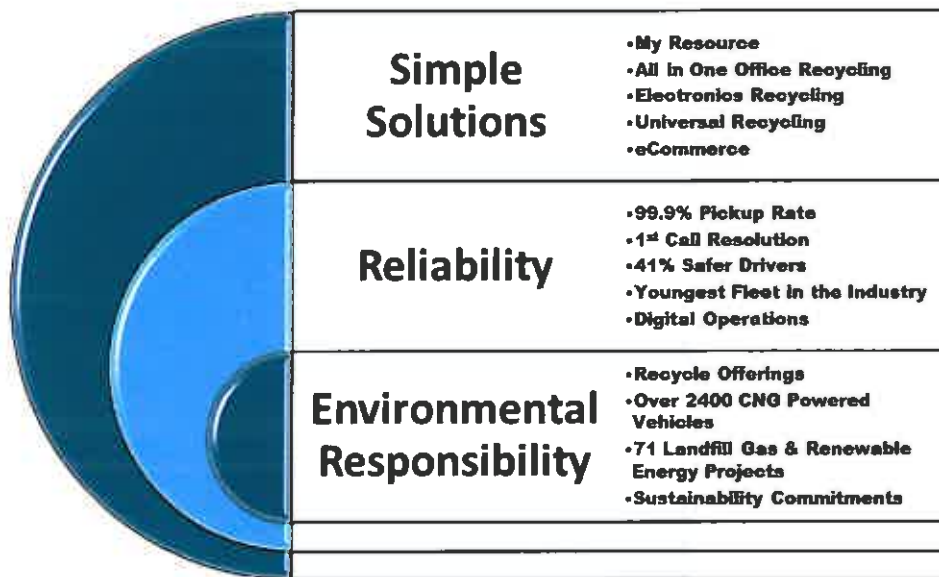 Simple
Solutions
•My Resource
•All in One Office Recycling
•Electronics Recycling
•Universal Recycling
•eCommerce
Reliability
•99.9% Pickup Rate
•1st Call Resolution
•41% Safer Drivers
•Youngest Fleet in the Industry
•Digital Operations
Environmental
Responsibility
•Recycle Offerings
•Over 2400 CNG Powered
Vehicles
•71 Landfill Gas & Renewable
Energy Projects
•Sustainability Commitments